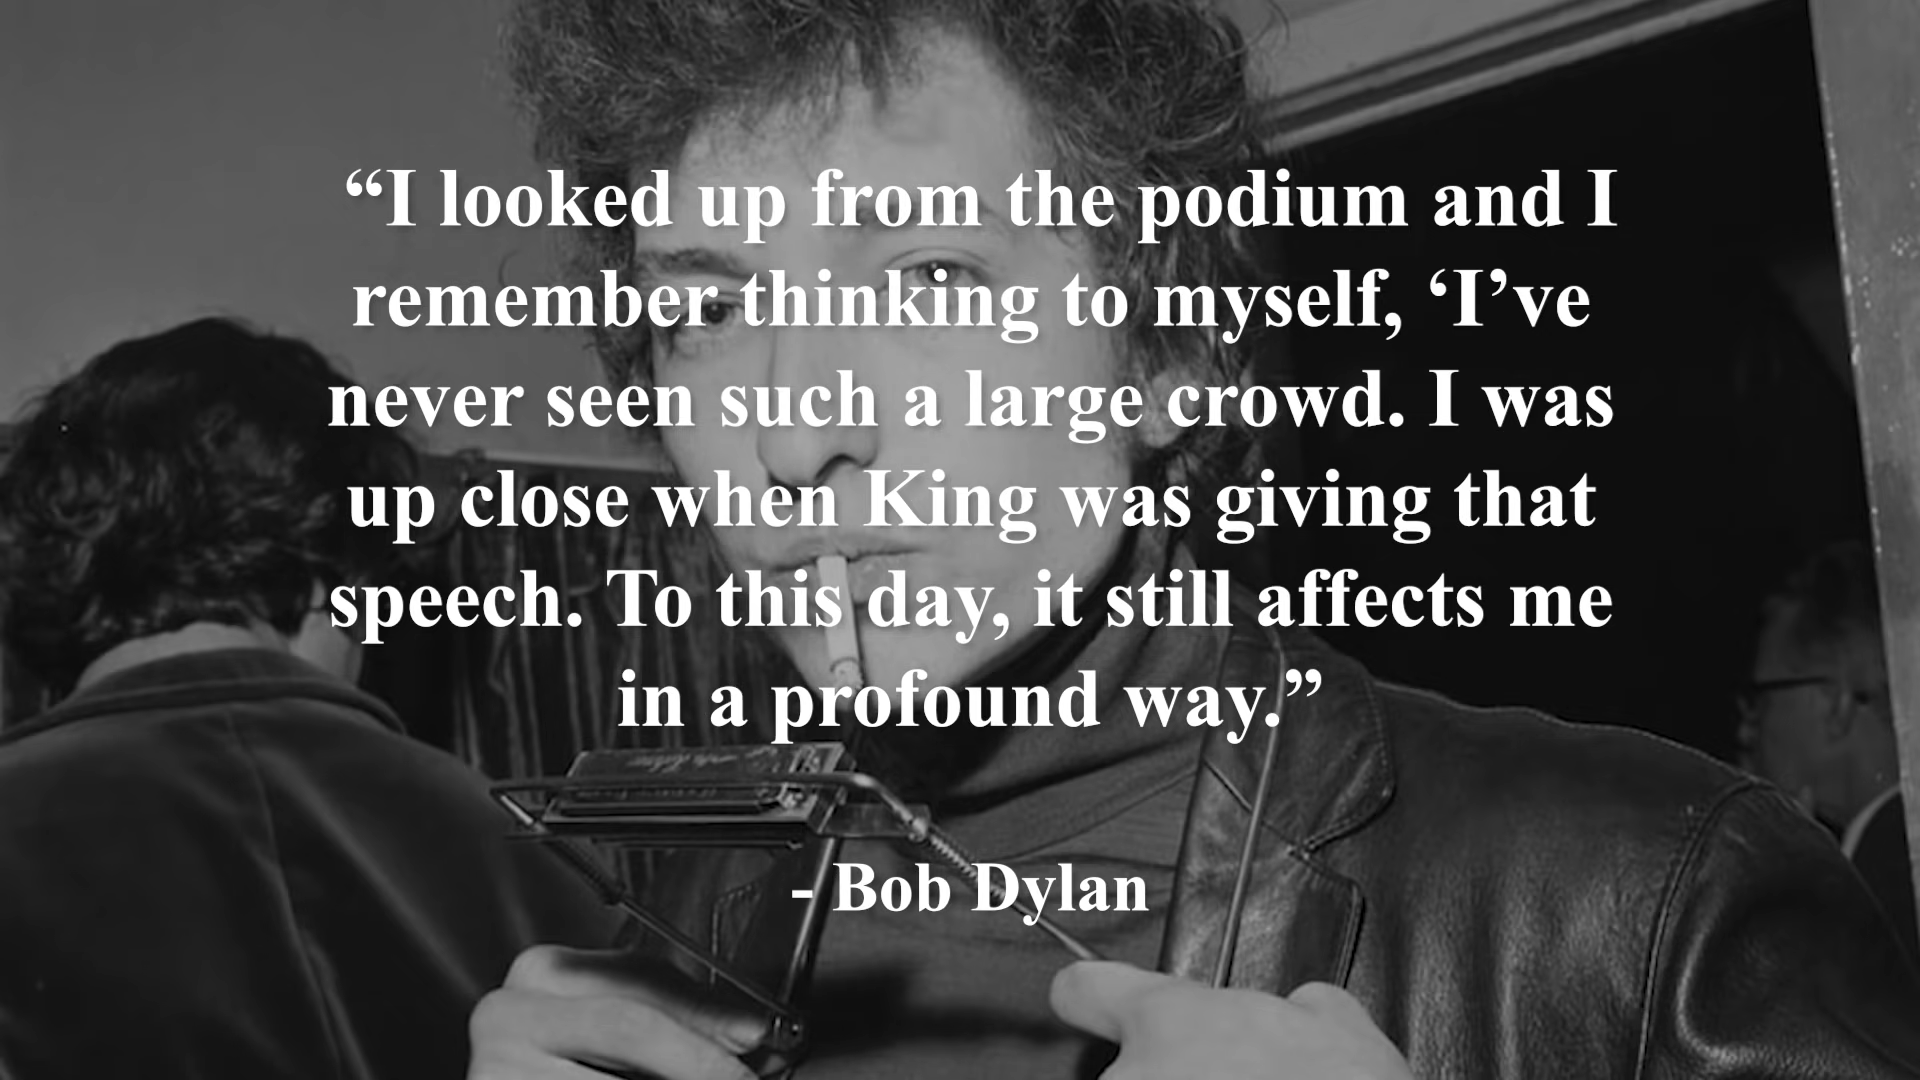 “I looked up from the podium and I
remember thinking to myself, ‘I’ve
never seen such a large crowd. I was
up close when King was giving that
speech. To this day, it still affects me
in a profound way.”
- Bob Dylan